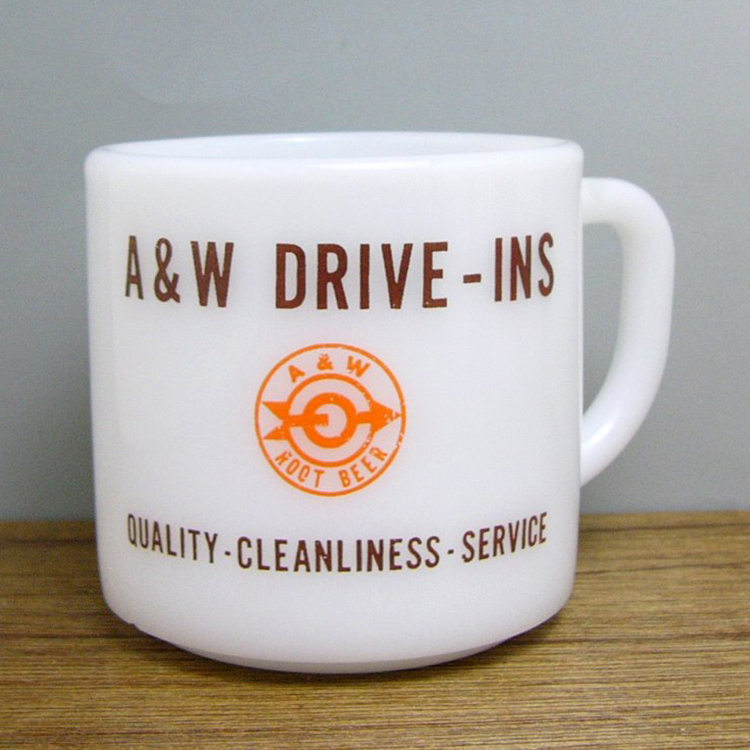 A&W DRIVE-INS
A & W
ROOT BEER
QUALITY-CLEANLINESS-SERVICE